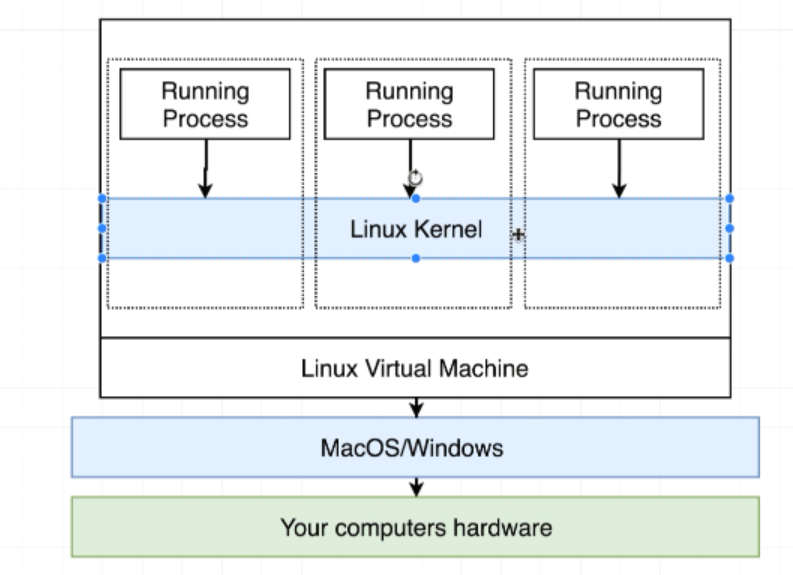 Running
Process
Running
Process
Running
Process
Linux Kernel
Linux Virtual Machine
MacOS/Windows
Your computers hardware